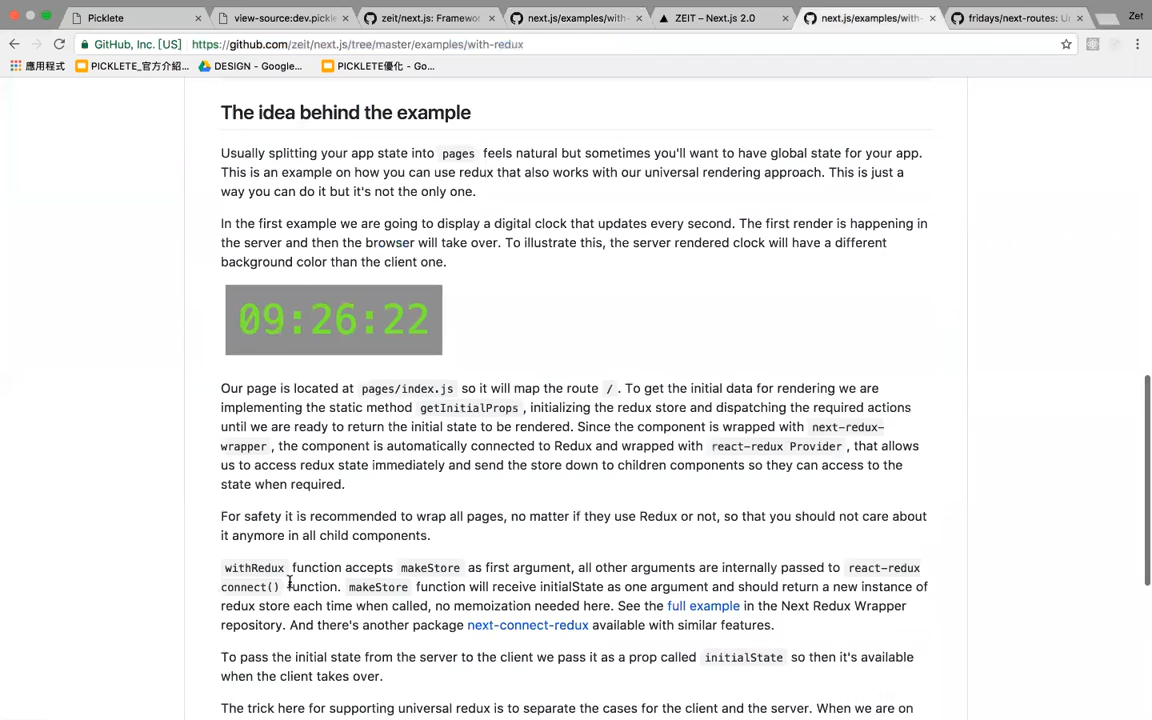 Picklete
view-source:dev.pickle
zeit/next.js: Framewo
next.js/examples/with-
ZEIT – Next.js 2.0
next.js/examples/with-
fridays/next-routes: U
Zet
GitHub, Inc. [US]
https://github.com/zeit/next.js/tree/master/examples/with-redux
應用程式
PICKLETE_官方介紹...
DESIGN - Google...
PICKLETE優化 - Go...
The idea behind the example
Usually splitting your app state into pages feels natural but sometimes you'll want to have global state for your app.
This is an example on how you can use redux that also works with our universal rendering approach. This is just a
way you can do it but it's not the only one.
In the first example we are going to display a digital clock that updates every second. The first render is happening in
the server and then the browser will take over. To illustrate this, the server rendered clock will have a different
background color than the client one.
09:26:22
Our page is located at pages/index.js so it will map the route / . To get the initial data for rendering we are
implementing the static method getInitialProps , initializing the redux store and dispatching the required actions
until we are ready to return the initial state to be rendered. Since the component is wrapped with next-redux-
wrapper , the component is automatically connected to Redux and wrapped with react-redux Provider , that allows
us to access redux state immediately and send the store down to children components so they can access to the
state when required.
For safety it is recommended to wrap all pages, no matter if they use Redux or not, so that you should not care about
it anymore in all child components.
withRedux function accepts makeStore as first argument, all other arguments are internally passed to react-redux
connect() function. makeStore function will receive initialState as one argument and should return a new instance of
redux store each time when called, no memoization needed here. See the full example in the Next Redux Wrapper
repository. And there's another package next-connect-redux available with similar features.
To pass the initial state from the server to the client we pass it as a prop called initialState so then it's available
when the client takes over.
The trick here for supporting universal redux is to separate the cases for the client and the server. When we are on